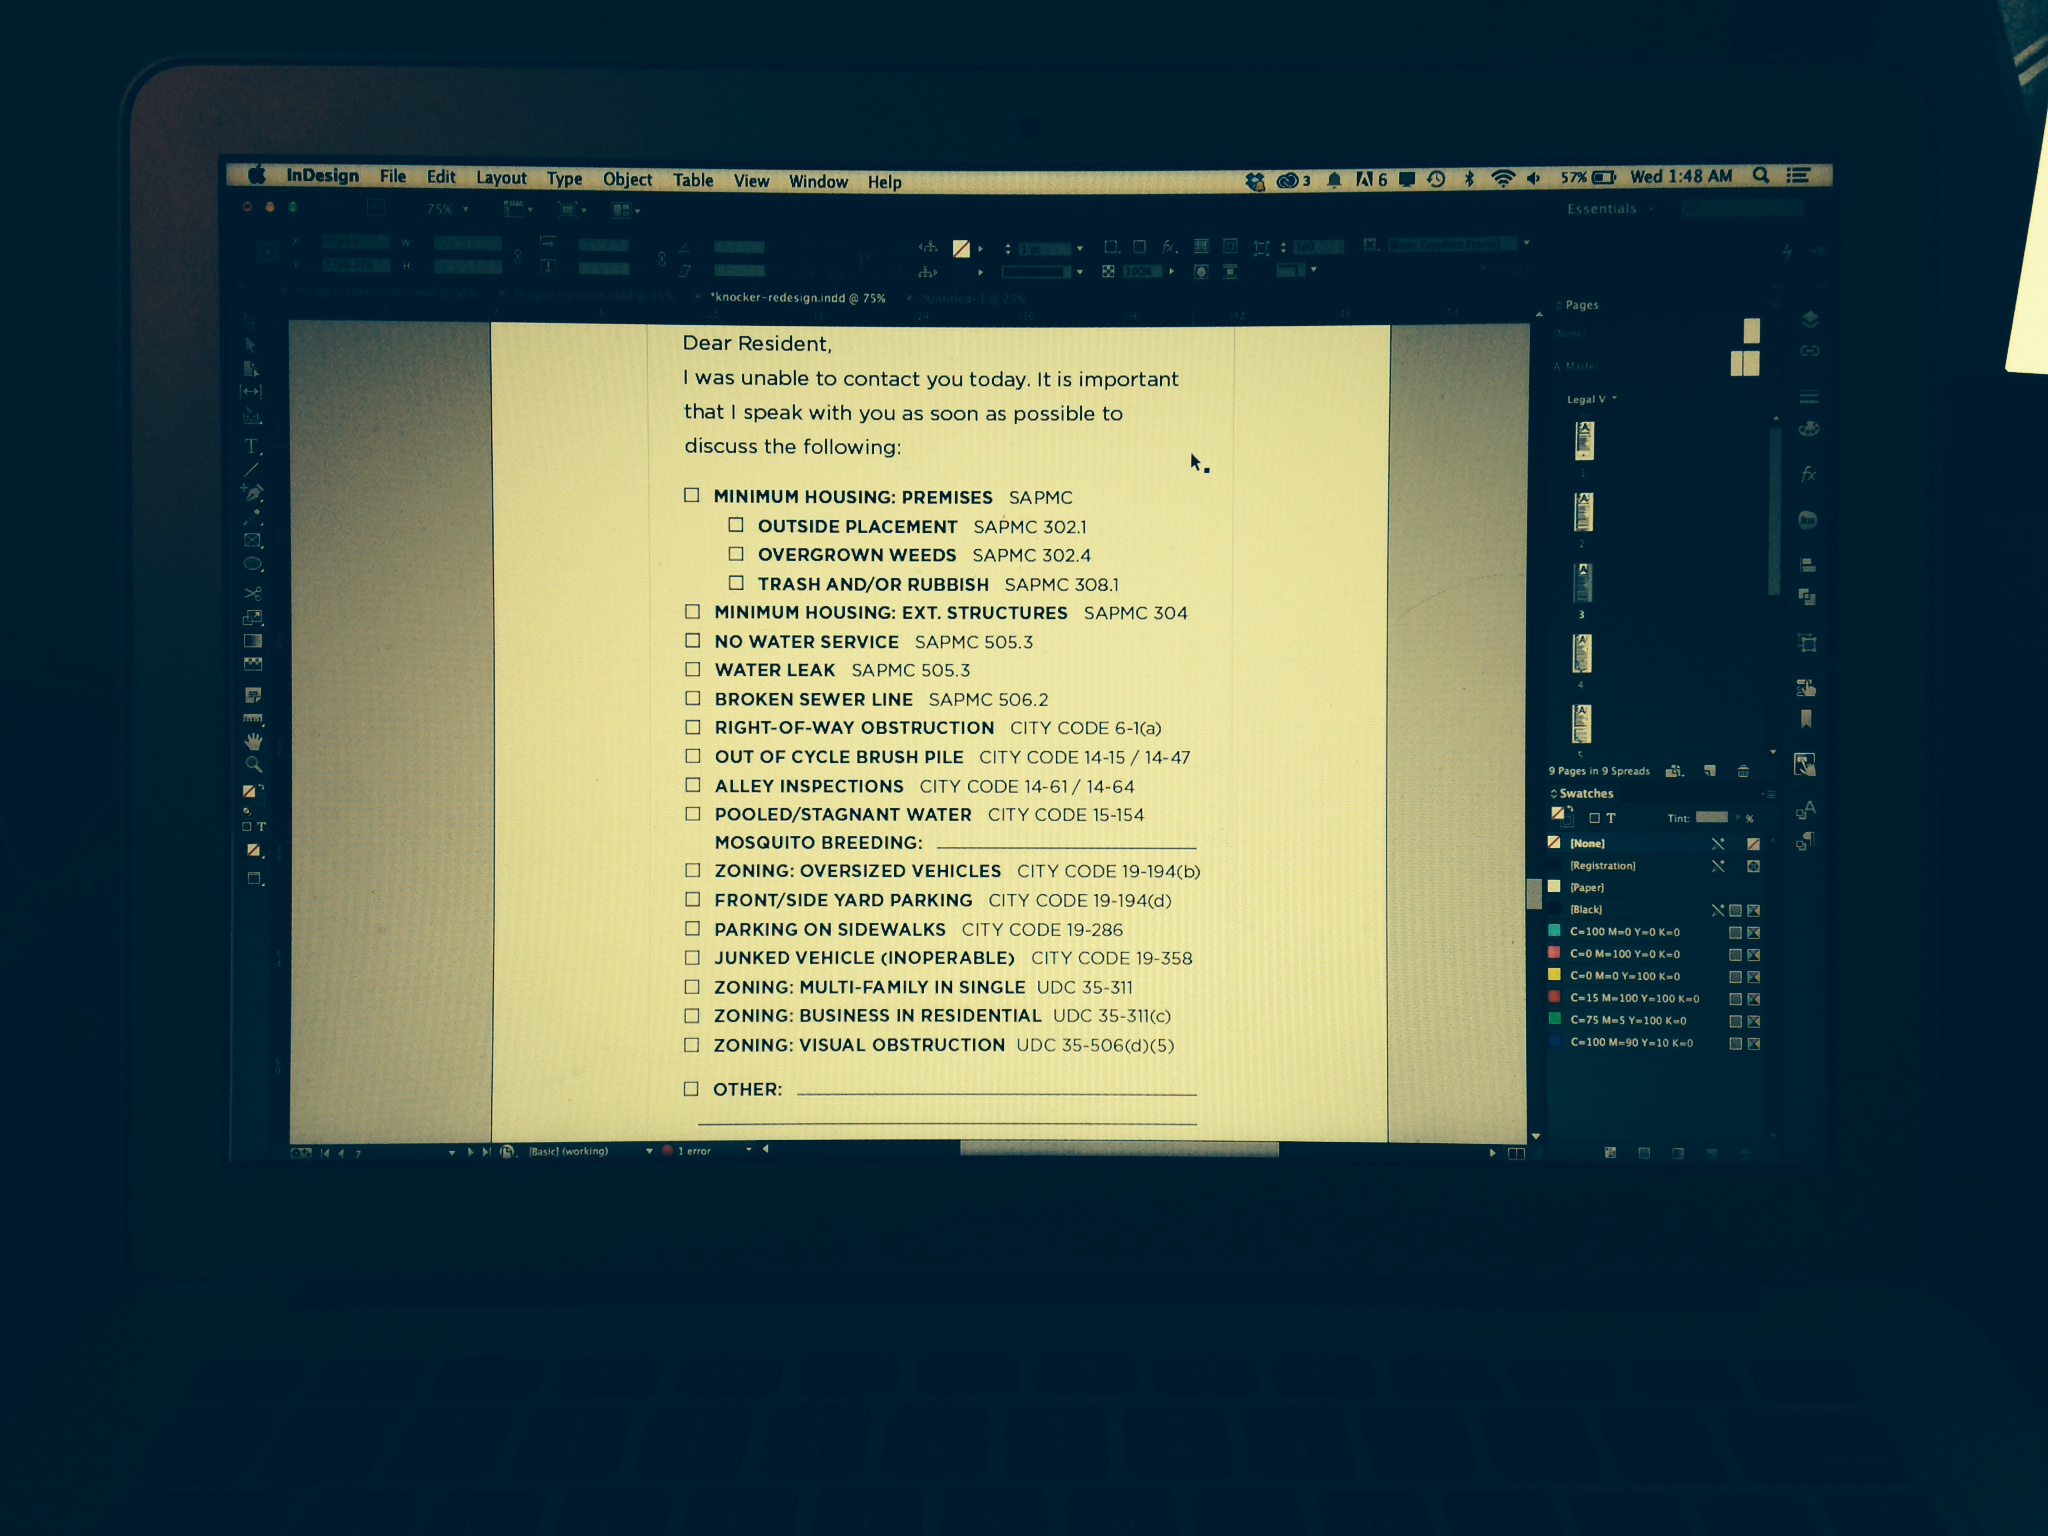 InDesign File Edit Layout Type Object Table View Window Help 3 6 57% Wed 1:48 AM
75% Essentials
*knocker-redesign.indd @ 75% *Untitled-1 @ 25%
Dear Resident,
I was unable to contact you today. It is important
that I speak with you as soon as possible to
discuss the following:
MINIMUM HOUSING: PREMISES SAPMC
OUTSIDE PLACEMENT SAPMC 302.1
OVERGROWN WEEDS SAPMC 302.4
TRASH AND/OR RUBBISH SAPMC 308.1
MINIMUM HOUSING: EXT. STRUCTURES SAPMC 304
NO WATER SERVICE SAPMC 505.3
WATER LEAK SAPMC 505.3
BROKEN SEWER LINE SAPMC 506.2
RIGHT-OF-WAY OBSTRUCTION CITY CODE 6-1(a)
OUT OF CYCLE BRUSH PILE CITY CODE 14-15 / 14-47
ALLEY INSPECTIONS CITY CODE 14-61 / 14-64
POOLED/STAGNANT WATER CITY CODE 15-154
MOSQUITO BREEDING:
ZONING: OVERSIZED VEHICLES CITY CODE 19-194(b)
FRONT/SIDE YARD PARKING CITY CODE 19-194(d)
PARKING ON SIDEWALKS CITY CODE 19-286
JUNKED VEHICLE (INOPERABLE) CITY CODE 19-358
ZONING: MULTI-FAMILY IN SINGLE UDC 35-311
ZONING: BUSINESS IN RESIDENTIAL UDC 35-311(c)
ZONING: VISUAL OBSTRUCTION UDC 35-506(d)(5)
OTHER:
7 [Basic] (working) 1 error
Pages
[None]
A-Master
Legal V
1
2
3
4
5
9 Pages in 9 Spreads
Swatches
T Tint: %
[None]
[Registration]
[Paper]
[Black]
C=100 M=0 Y=0 K=0
C=0 M=100 Y=0 K=0
C=0 M=0 Y=100 K=0
C=15 M=100 Y=100 K=0
C=75 M=5 Y=100 K=0
C=100 M=90 Y=10 K=0